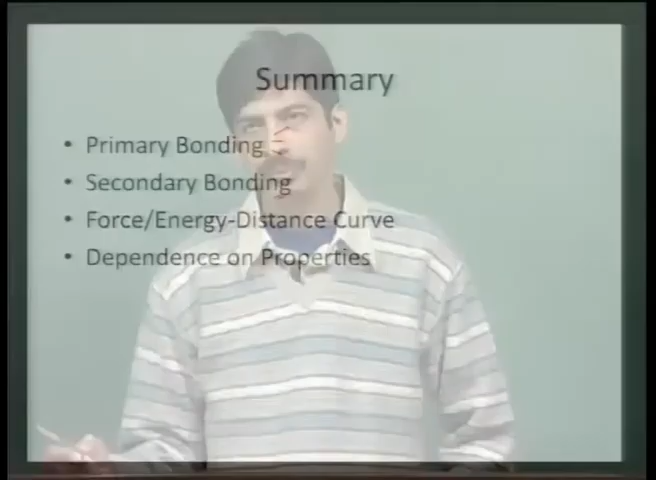 Summary
• Primary Bonding
• Secondary Bonding
• Force/Energy-Distance Curve
• Dependence on Properties